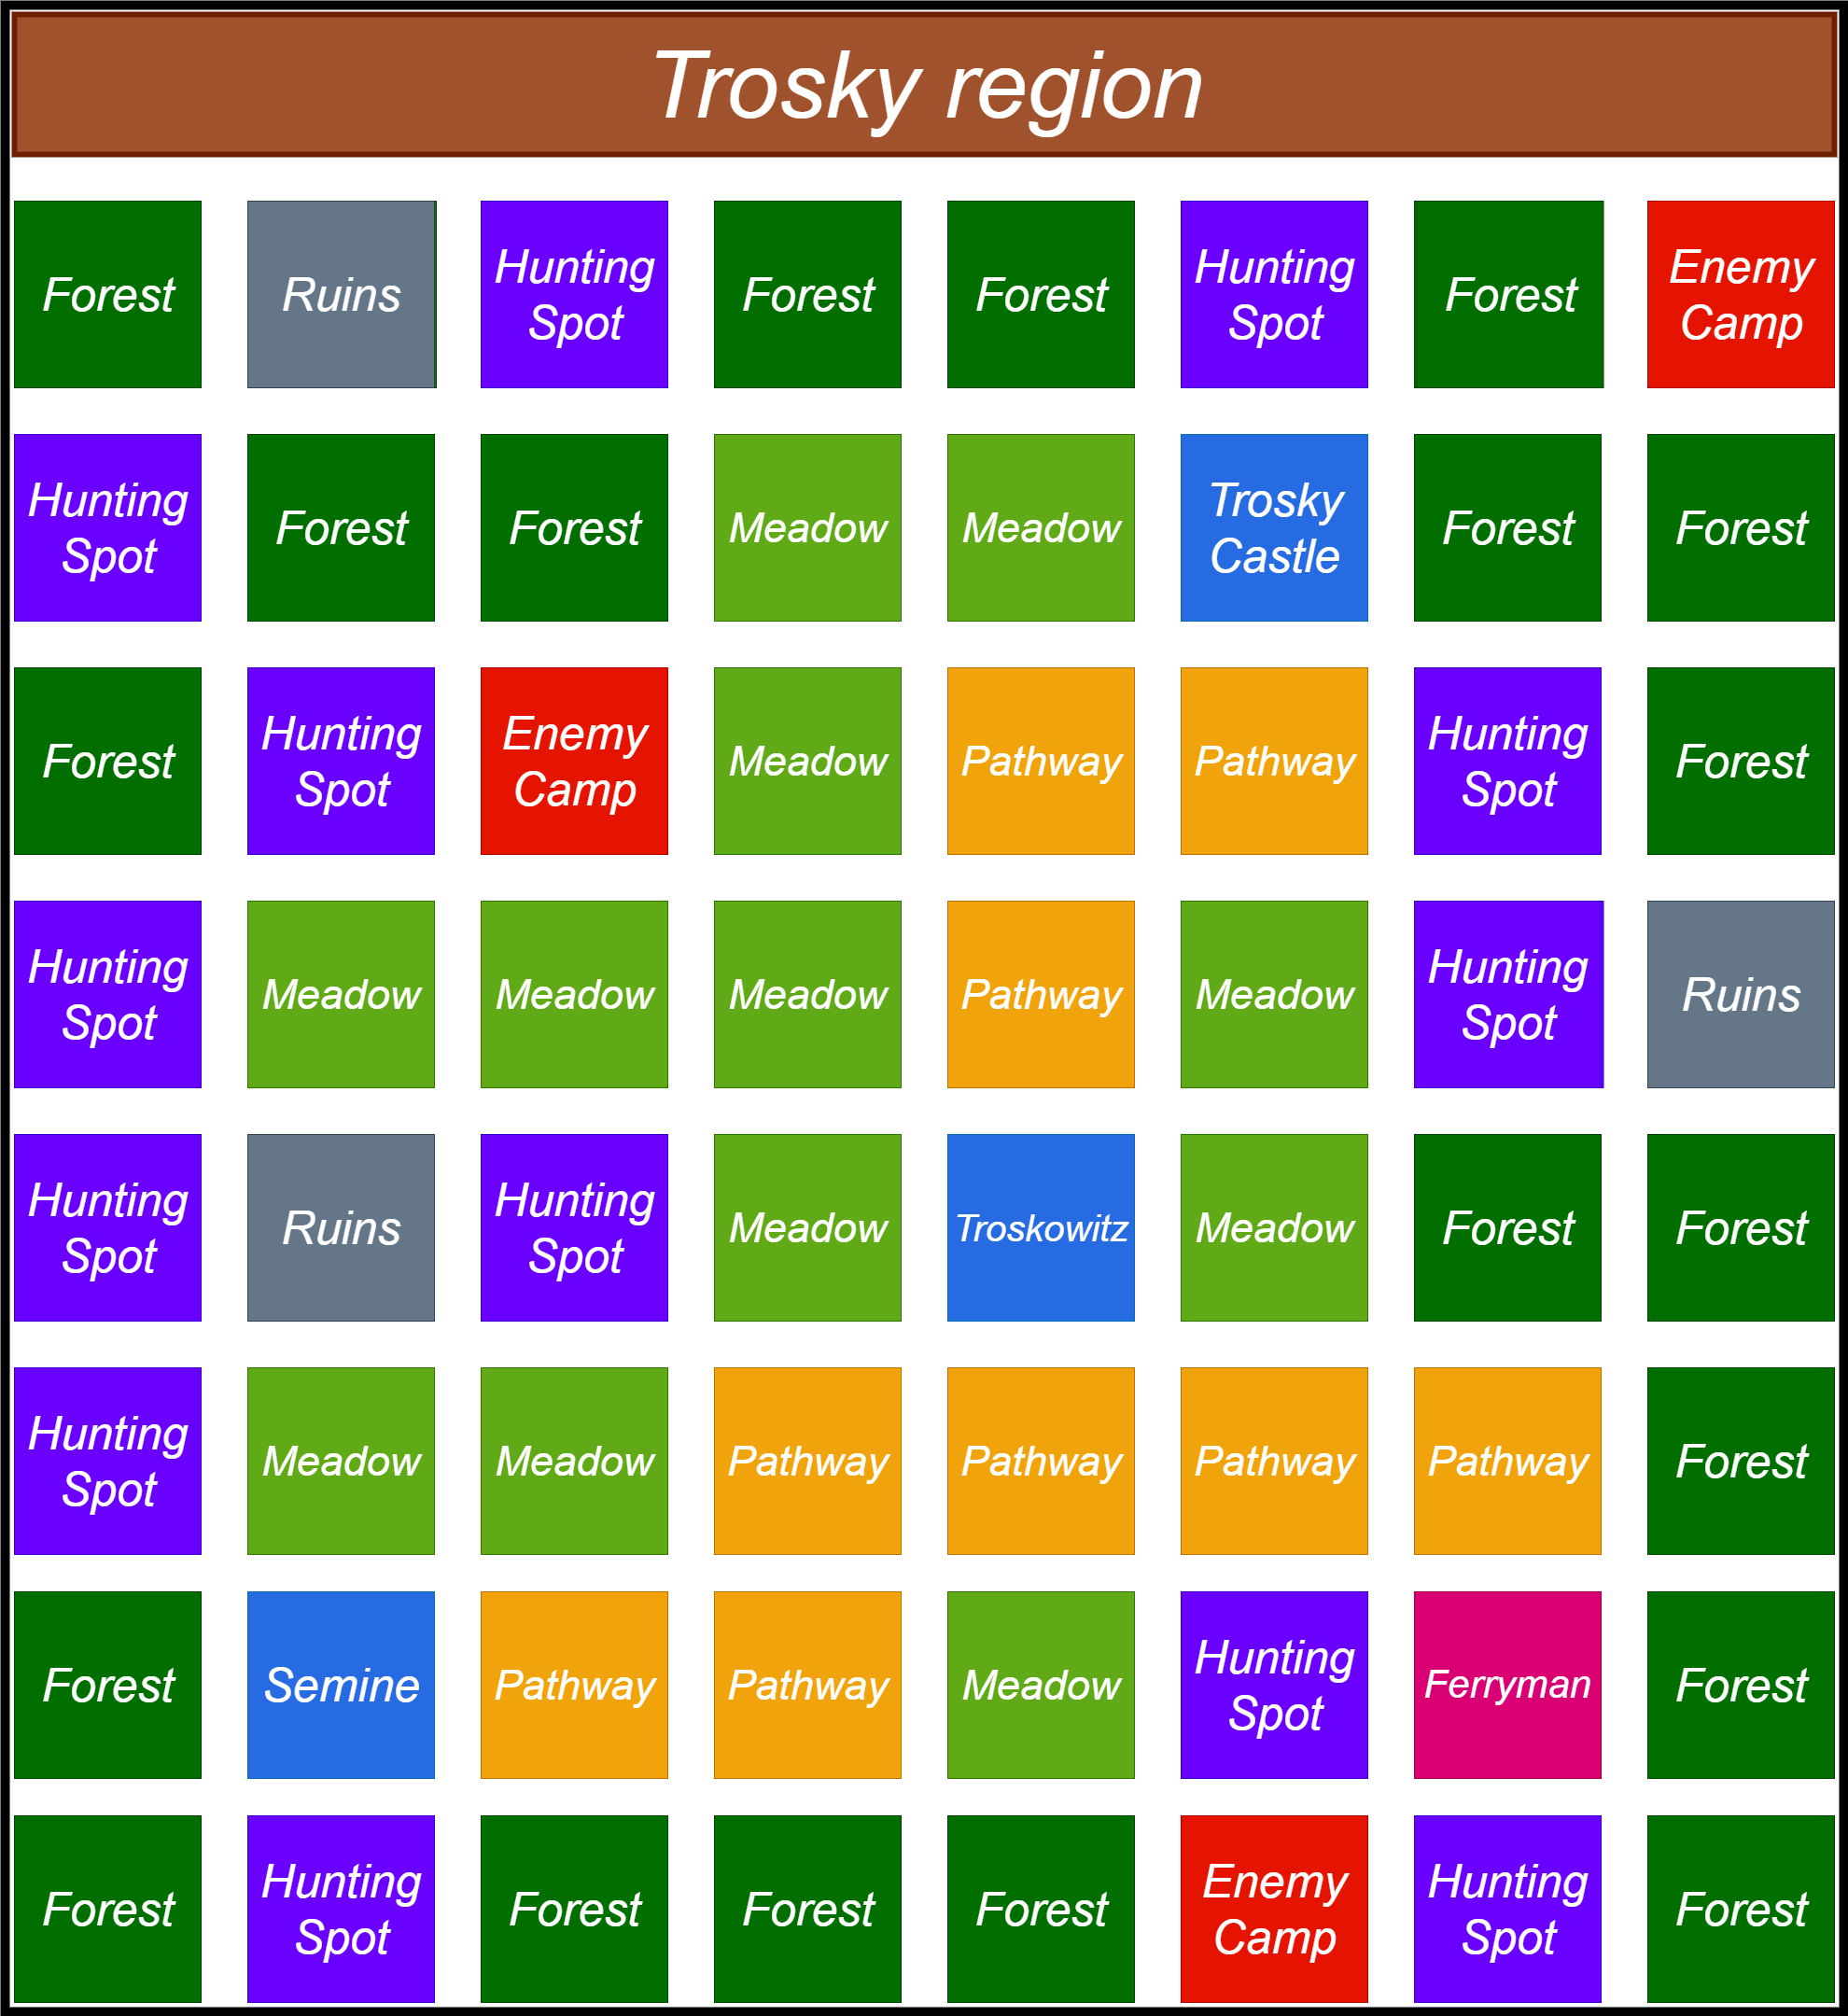 Trosky region
Forest Ruins Hunting Spot Forest Forest Hunting Spot Forest Enemy Camp
Hunting Spot Forest Forest Meadow Meadow Trosky Castle Forest Forest
Forest Hunting Spot Enemy Camp Meadow Pathway Pathway Hunting Spot Forest
Hunting Spot Meadow Meadow Meadow Pathway Meadow Hunting Spot Ruins
Hunting Spot Ruins Hunting Spot Meadow Troskowitz Meadow Forest Forest
Hunting Spot Meadow Meadow Pathway Pathway Pathway Pathway Forest
Forest Semine Pathway Pathway Meadow Hunting Spot Ferryman Forest
Forest Hunting Spot Forest Forest Forest Enemy Camp Hunting Spot Forest